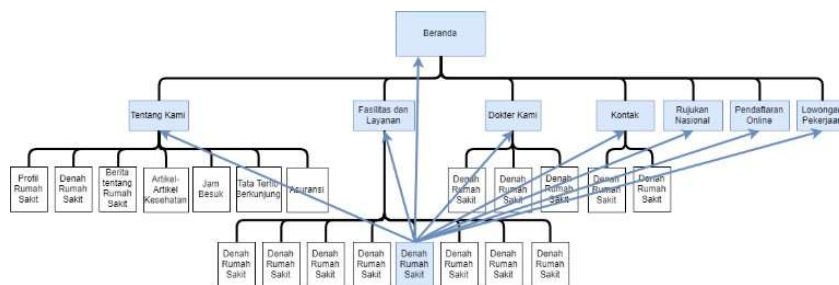 Beranda
Tentang Kami
Fasilitas dan
Layanan
Dokter Kami
Kontak
Rujukan
Nasional
Pendaftaran
Online
Lowongan
Pekerjaan
Profil
Rumah
Sakit
Denah
Rumah
Sakit
Berita
tentang
Rumah
Sakit
Artikel-
Artikel
Kesehatan
Jam
Besuk
Tata Tertib
Berkunjung
Asuransi
Denah
Rumah
Sakit
Denah
Rumah
Sakit
Denah
Rumah
Sakit
Denah
Rumah
Sakit
Denah
Rumah
Sakit
Denah
Rumah
Sakit
Denah
Rumah
Sakit
Denah
Rumah
Sakit
Denah
Rumah
Sakit
Denah
Rumah
Sakit
Denah
Rumah
Sakit
Denah
Rumah
Sakit
Denah
Rumah
Sakit